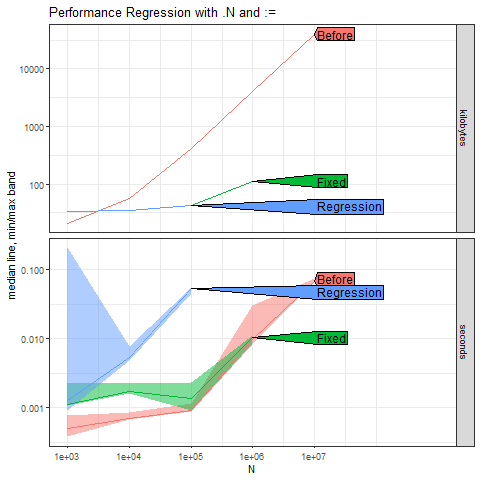 Performance Regression with .N and :=
median line, min/max band
10000
1000
100
Before
Fixed
Regression
kilobytes
0.100
0.010
0.001
Before
Regression
Fixed
seconds
1e+03 1e+04 1e+05 1e+06 1e+07
N